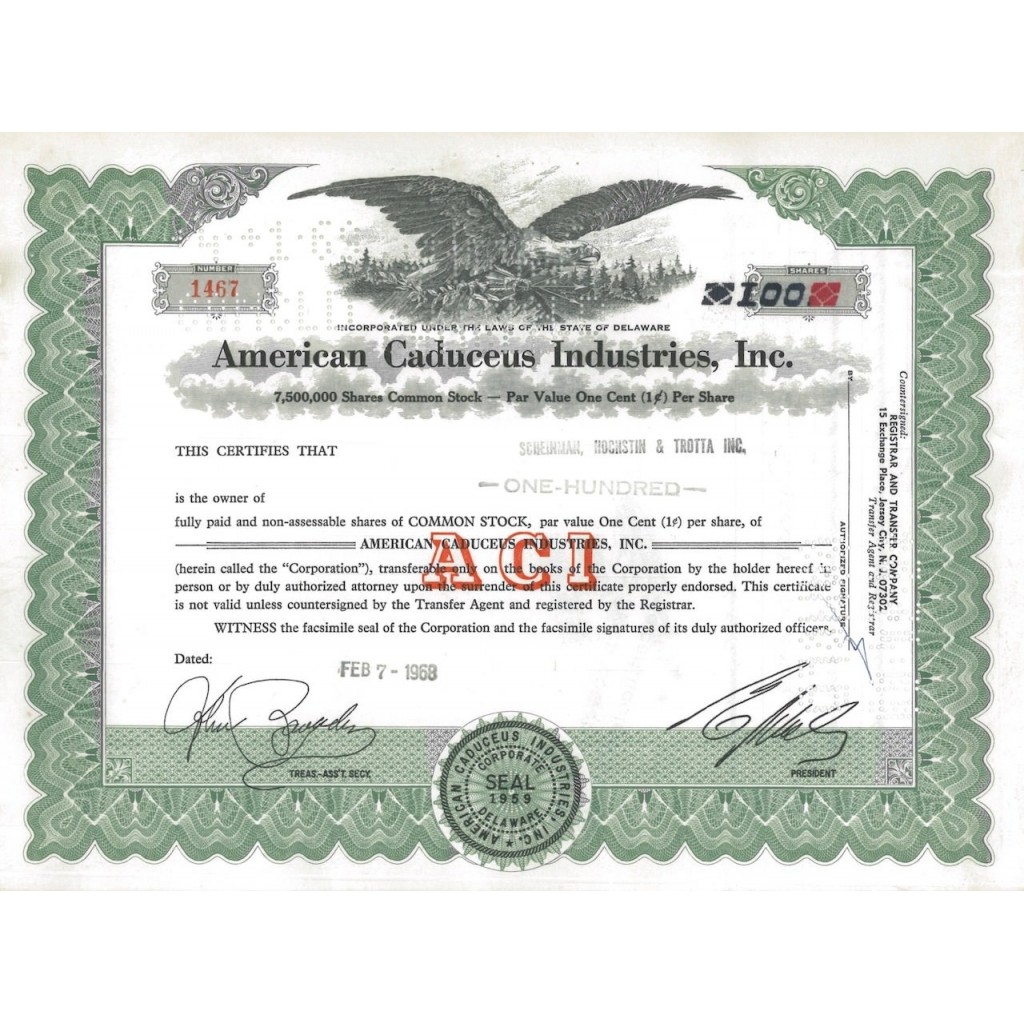 NUMBER
1467
SHARES
100
INCORPORATED UNDER THE LAWS OF THE STATE OF DELAWARE
American Caduceus Industries, Inc.
7,500,000 Shares Common Stock — Par Value One Cent (1¢) Per Share
THIS CERTIFIES THAT
SCHEINMAN, HOCHSTIN & TROTTA INC.
—ONE-HUNDRED—
is the owner of
fully paid and non-assessable shares of COMMON STOCK, par value One Cent (1¢) per share, of
AMERICAN CADUCEUS INDUSTRIES, INC.
ACI
(herein called the "Corporation"), transferable only on the books of the Corporation by the holder hereof in
person or by duly authorized attorney upon the surrender of this certificate properly endorsed. This certificate
is not valid unless countersigned by the Transfer Agent and registered by the Registrar.
WITNESS the facsimile seal of the Corporation and the facsimile signatures of its duly authorized officers.
Dated:
FEB 7 - 1968
TREAS.-ASS'T. SECY.
PRESIDENT
AMERICAN CADUCEUS INDUSTRIES, INC.
CORPORATE
SEAL
1959
DELAWARE
Countersigned:
REGISTRAR AND TRANSFER COMPANY
15 Exchange Place, Jersey City, N. J. 07302
Transfer Agent and Registrar
BY
AUTHORIZED SIGNATURE